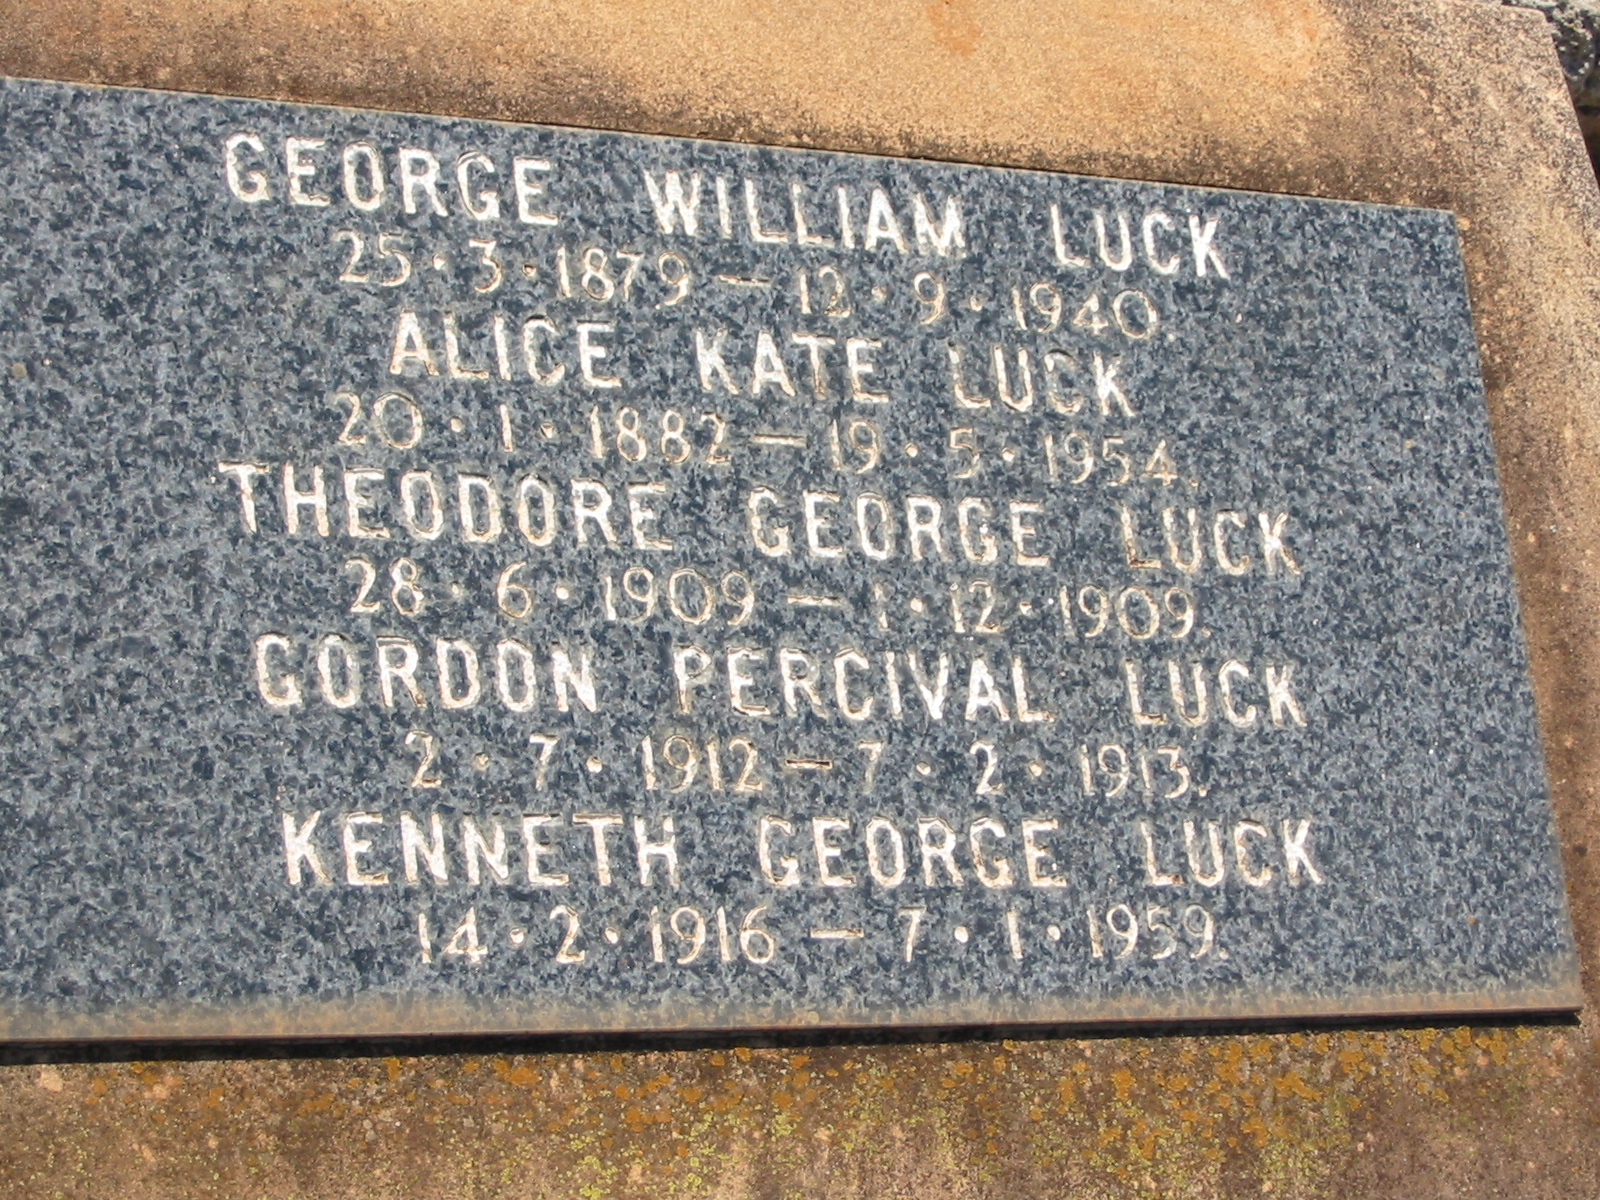 GEORGE WILLIAM LUCK
25·3·1879 — 12·9·1940.
ALICE KATE LUCK
20·1·1882 — 19·5·1954.
THEODORE GEORGE LUCK
28·6·1909 — 1·12·1909.
GORDON PERCIVAL LUCK
2·7·1912 — 7·2·1913.
KENNETH GEORGE LUCK
14·2·1916 — 7·1·1959.